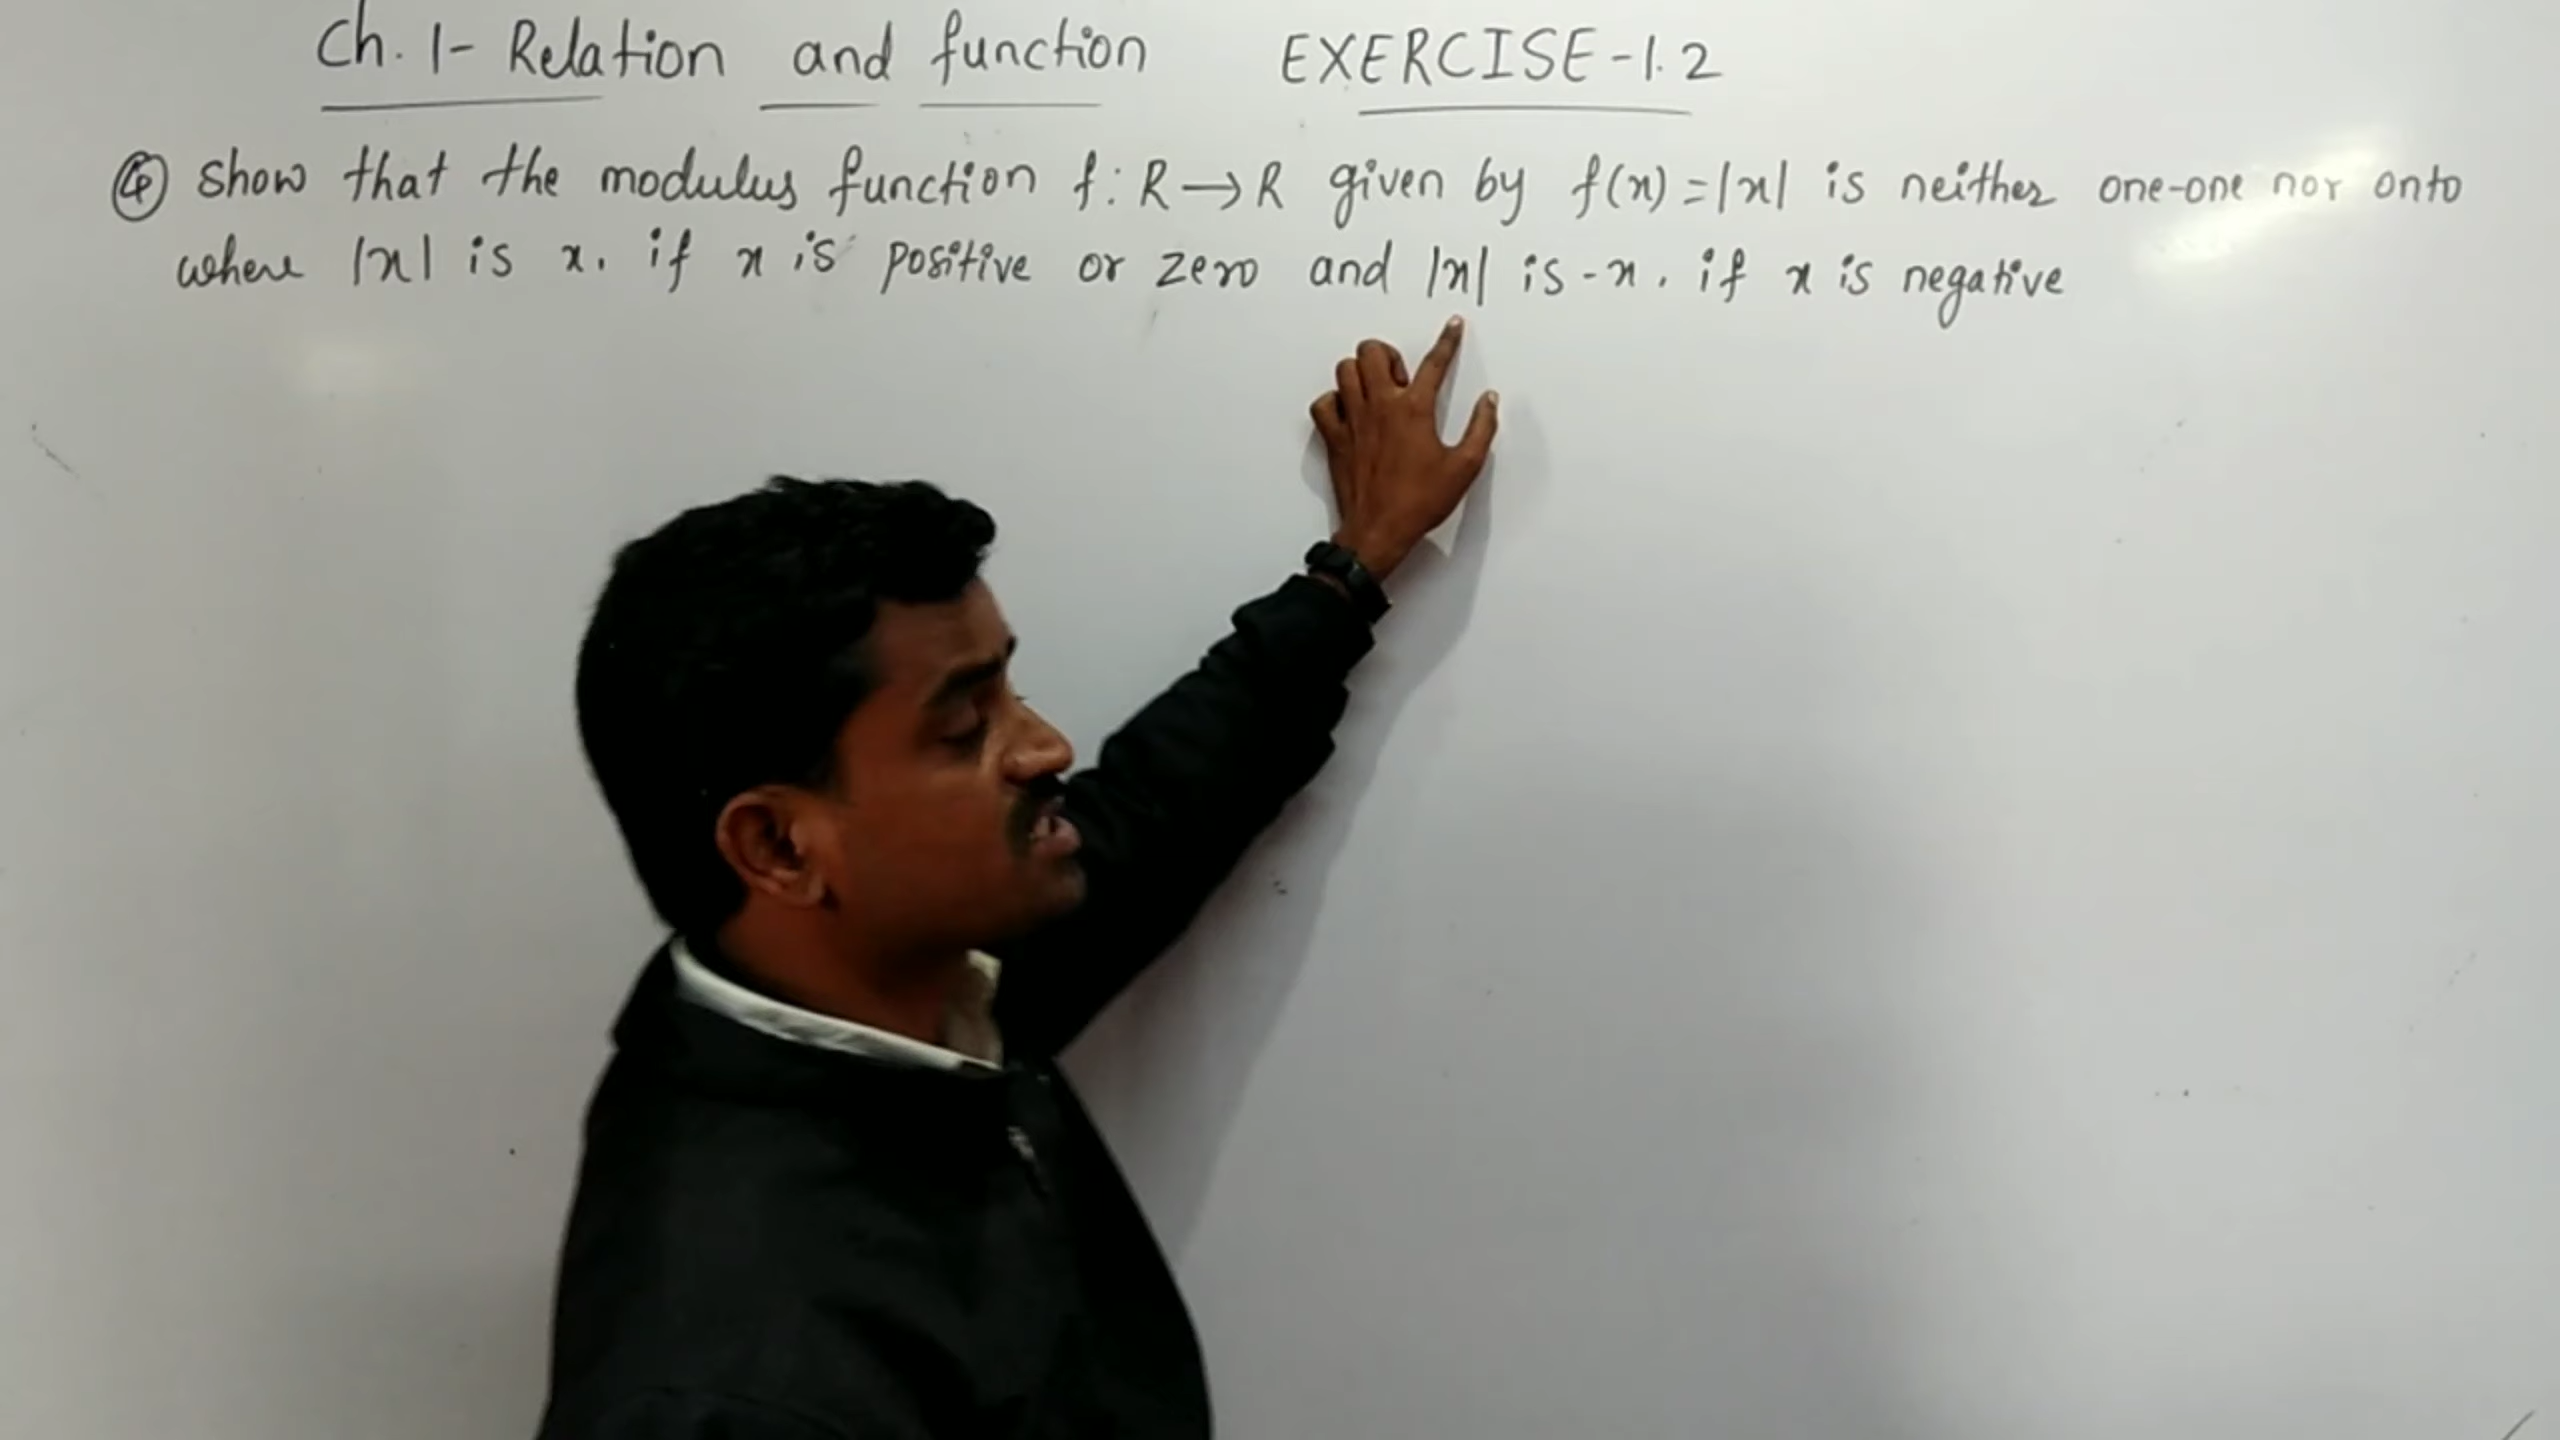 Ch. 1- Relation and function EXERCISE-1.2
④ Show that the modulus function f: R→R given by f(x)=|x| is neither one-one nor onto
where |x| is x, if x is positive or zero and |x| is -x, if x is negative